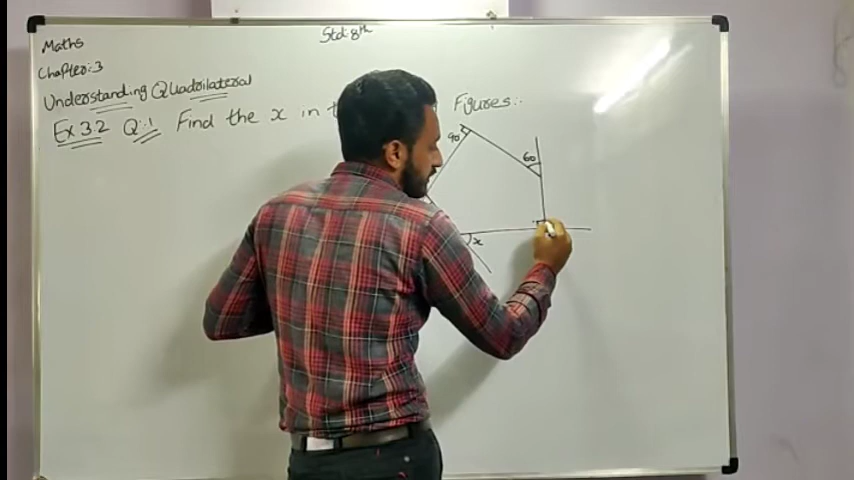 Maths
Std: 8th
Chapter: 3
Understanding Quadrilateral
Ex 3.2 Q:1 Find the x in Figures:.
90
60
x